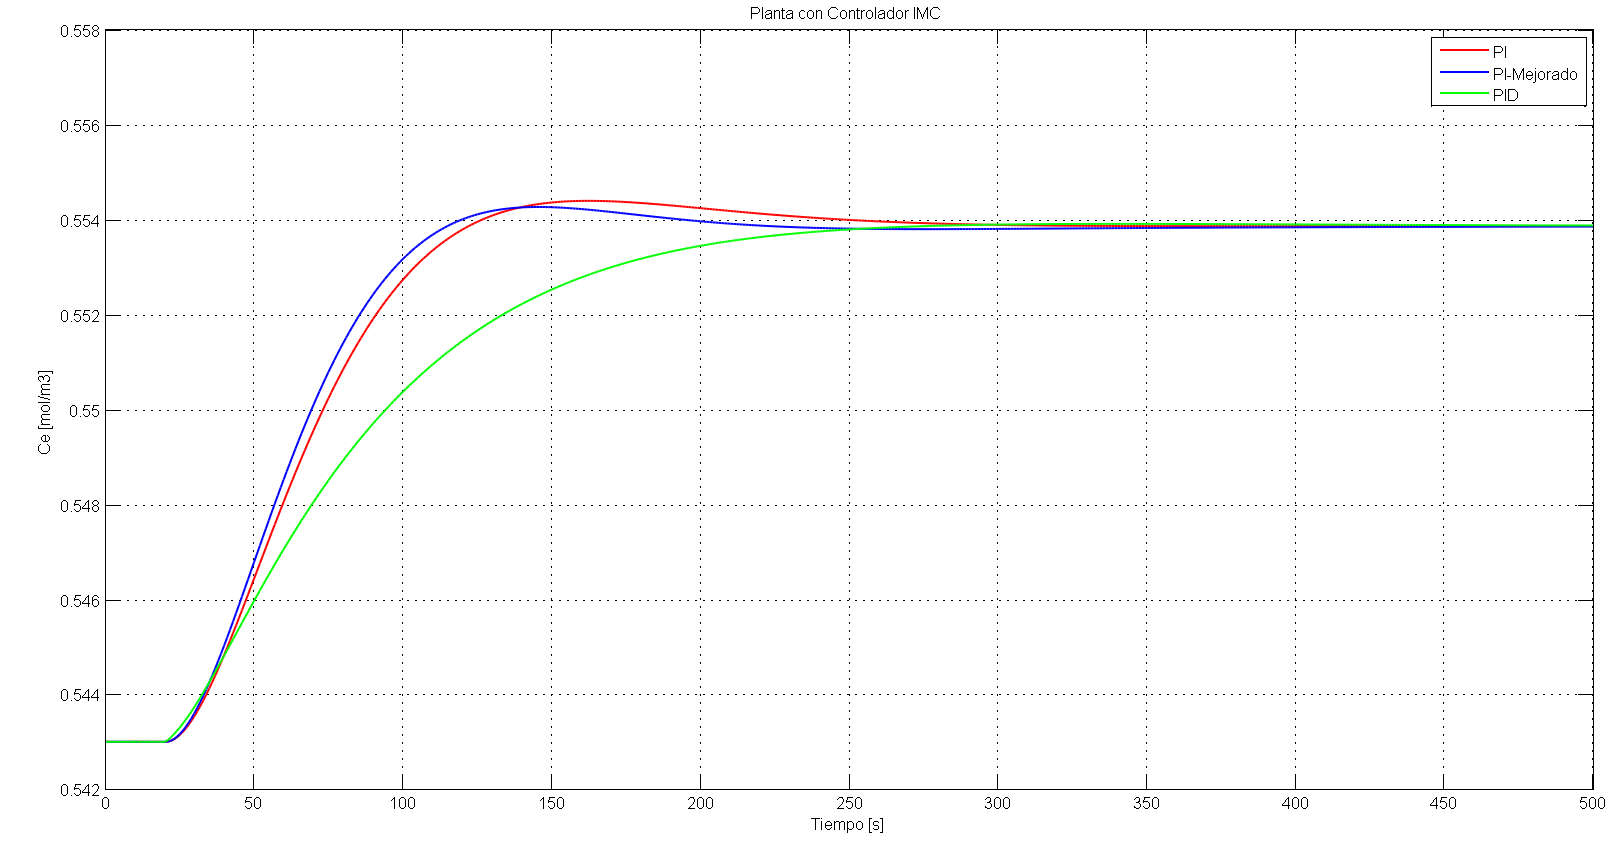 Planta con Controlador IMC
PI
PI-Mejorado
PID
0.558
0.556
0.554
0.552
0.55
0.548
0.546
0.544
0.542
Ce [mol/m3]
0 50 100 150 200 250 300 350 400 450 500
Tiempo [s]